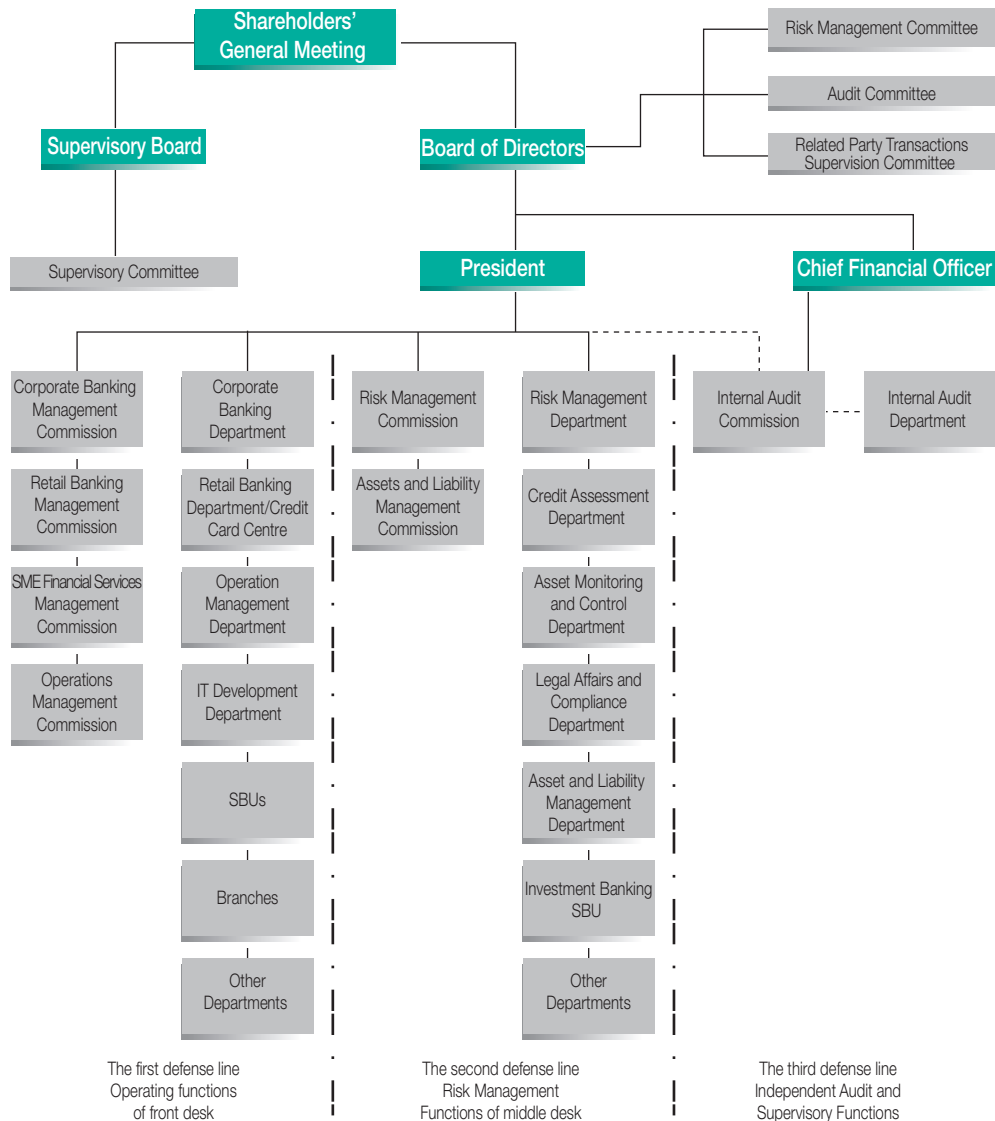 Shareholders'
General Meeting
Risk Management Committee
Audit Committee
Related Party Transactions
Supervision Committee
Supervisory Board
Board of Directors
Supervisory Committee
President
Chief Financial Officer
Corporate Banking
Management
Commission
Retail Banking
Management
Commission
SME Financial Services
Management
Commission
Operations
Management
Commission
Corporate
Banking
Department
Retail Banking
Department/Credit
Card Centre
Operation
Management
Department
IT Development
Department
SBUs
Branches
Other
Departments
Risk Management
Commission
Assets and Liability
Management
Commission
Risk Management
Department
Credit Assessment
Department
Asset Monitoring
and Control
Department
Legal Affairs and
Compliance
Department
Asset and Liability
Management
Department
Investment Banking
SBU
Other
Departments
Internal Audit
Commission
Internal Audit
Department
The first defense line
Operating functions
of front desk
The second defense line
Risk Management
Functions of middle desk
The third defense line
Independent Audit and
Supervisory Functions